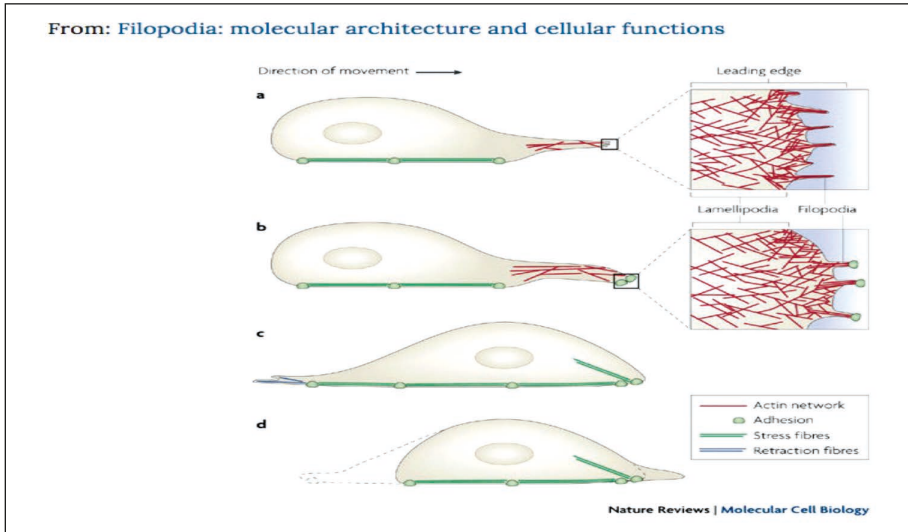 From: Filopodia: molecular architecture and cellular functions
Direction of movement
Leading edge
a
Lamellipodia
Filopodia
b
c
Actin network
Adhesion
Stress fibres
Retraction fibres
d
Nature Reviews | Molecular Cell Biology